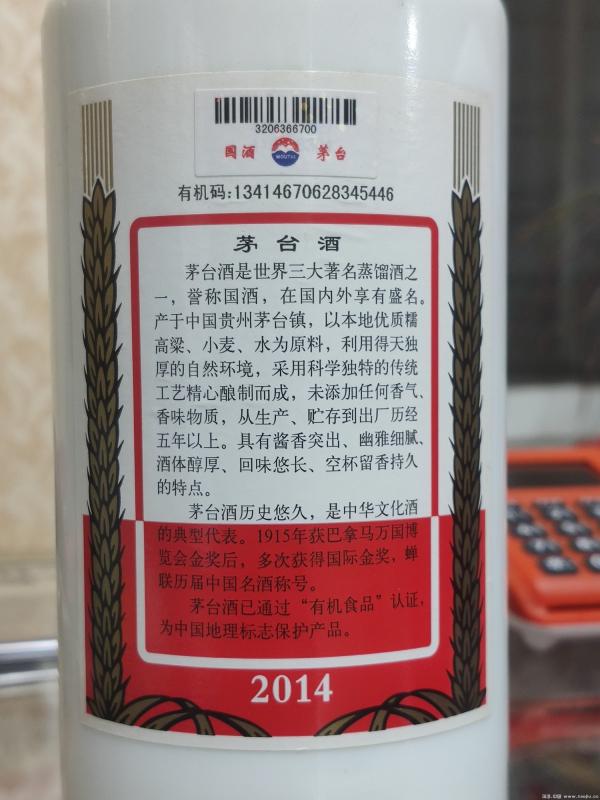 3206366700
国酒 MOUTAI 茅台
有机码:13414670628345446
茅台酒
茅台酒是世界三大著名蒸馏酒之
一，誉称国酒，在国内外享有盛名。
产于中国贵州茅台镇，以本地优质糯
高粱、小麦、水为原料，利用得天独
厚的自然环境，采用科学独特的传统
工艺精心酿制而成，未添加任何香气、
香味物质，从生产、贮存到出厂历经
五年以上。具有酱香突出、幽雅细腻、
酒体醇厚、回味悠长、空杯留香持久
的特点。
茅台酒历史悠久，是中华文化酒
的典型代表。1915年获巴拿马万国博
览会金奖后，多次获得国际金奖，蝉
联历届中国名酒称号。
茅台酒已通过“有机食品”认证，
为中国地理标志保护产品。
2014